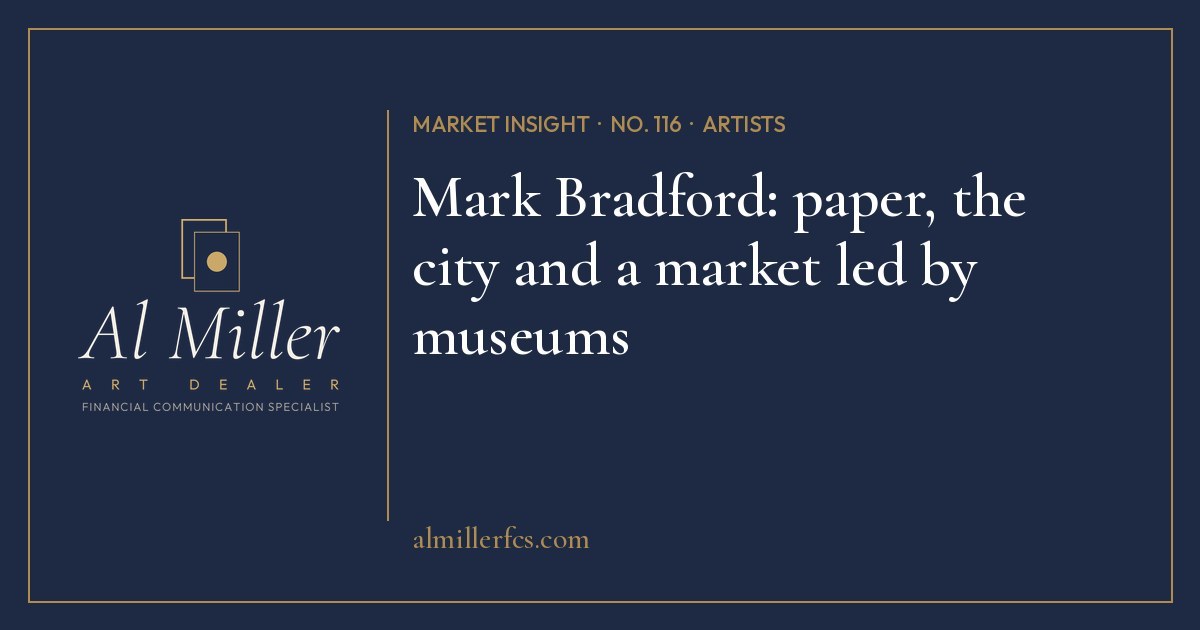 Al Miller
ART DEALER
FINANCIAL COMMUNICATION SPECIALIST
MARKET INSIGHT · NO. 116 · ARTISTS
Mark Bradford: paper, the
city and a market led by
museums
almillerfcs.com